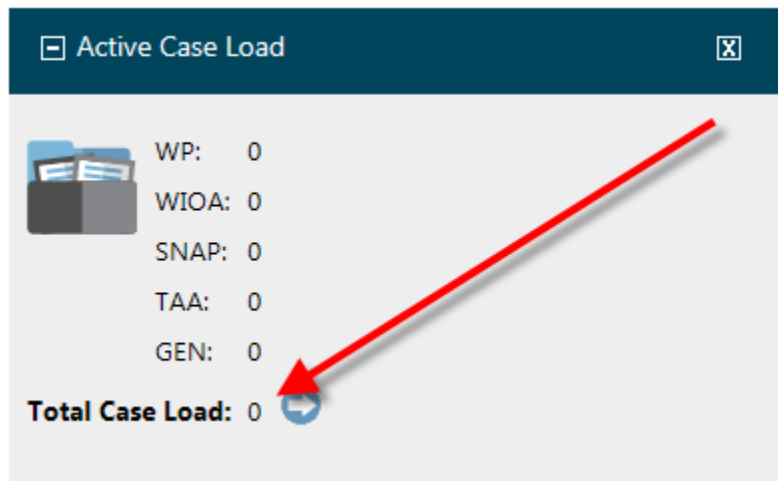 Active Case Load
WP: 0
WIOA: 0
SNAP: 0
TAA: 0
GEN: 0
Total Case Load: 0